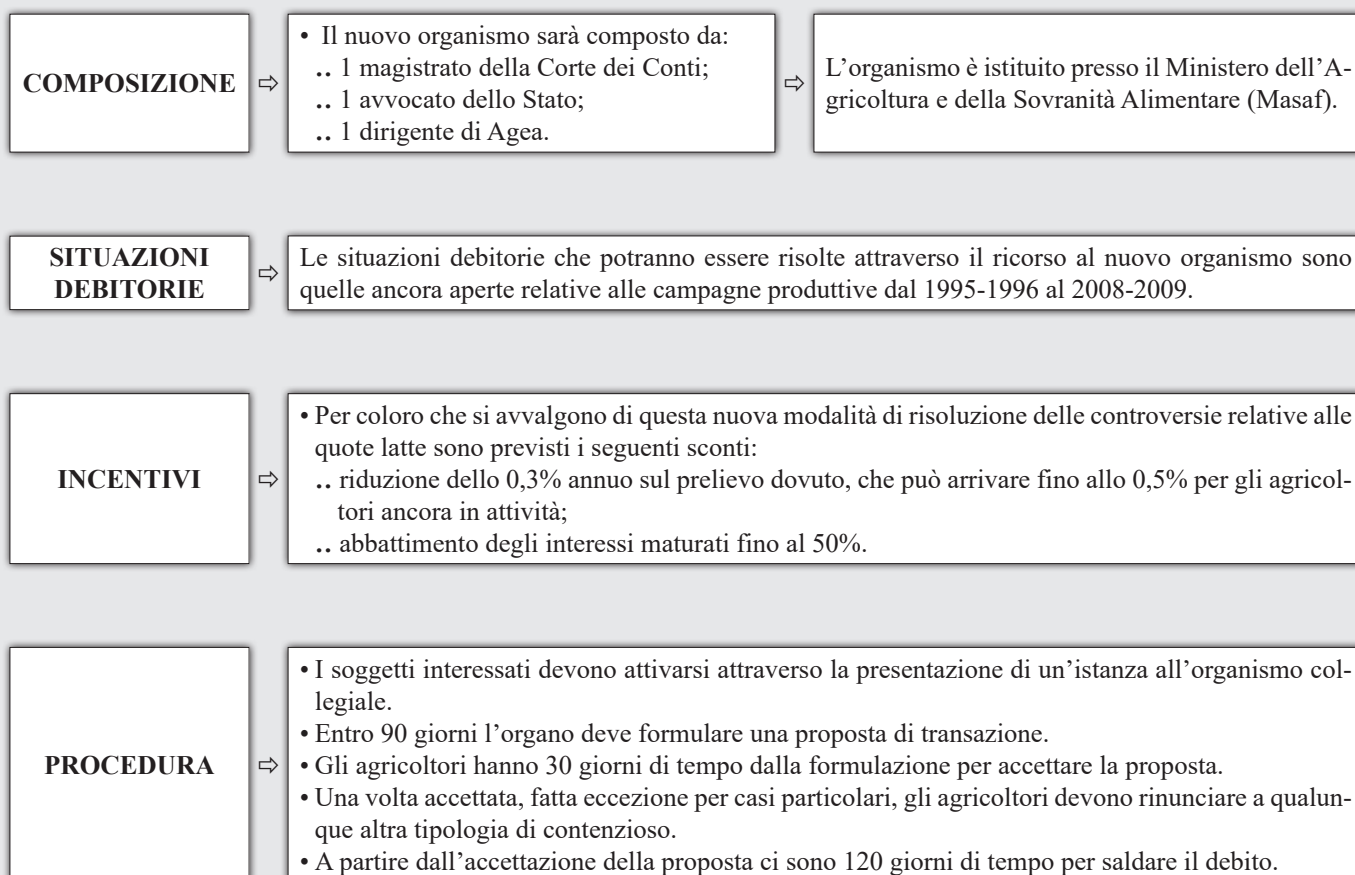 COMPOSIZIONE
⇨
• Il nuovo organismo sarà composto da:
.. 1 magistrato della Corte dei Conti;
.. 1 avvocato dello Stato;
.. 1 dirigente di Agea.
⇨
L’organismo è istituito presso il Ministero dell’A-
gricoltura e della Sovranità Alimentare (Masaf).
SITUAZIONI
DEBITORIE
⇨
Le situazioni debitorie che potranno essere risolte attraverso il ricorso al nuovo organismo sono
quelle ancora aperte relative alle campagne produttive dal 1995-1996 al 2008-2009.
INCENTIVI
⇨
• Per coloro che si avvalgono di questa nuova modalità di risoluzione delle controversie relative alle
quote latte sono previsti i seguenti sconti:
.. riduzione dello 0,3% annuo sul prelievo dovuto, che può arrivare fino allo 0,5% per gli agricol-
tori ancora in attività;
.. abbattimento degli interessi maturati fino al 50%.
PROCEDURA
⇨
• I soggetti interessati devono attivarsi attraverso la presentazione di un’istanza all’organismo col-
legiale.
• Entro 90 giorni l’organo deve formulare una proposta di transazione.
• Gli agricoltori hanno 30 giorni di tempo dalla formulazione per accettare la proposta.
• Una volta accettata, fatta eccezione per casi particolari, gli agricoltori devono rinunciare a qualun-
que altra tipologia di contenzioso.
• A partire dall’accettazione della proposta ci sono 120 giorni di tempo per saldare il debito.